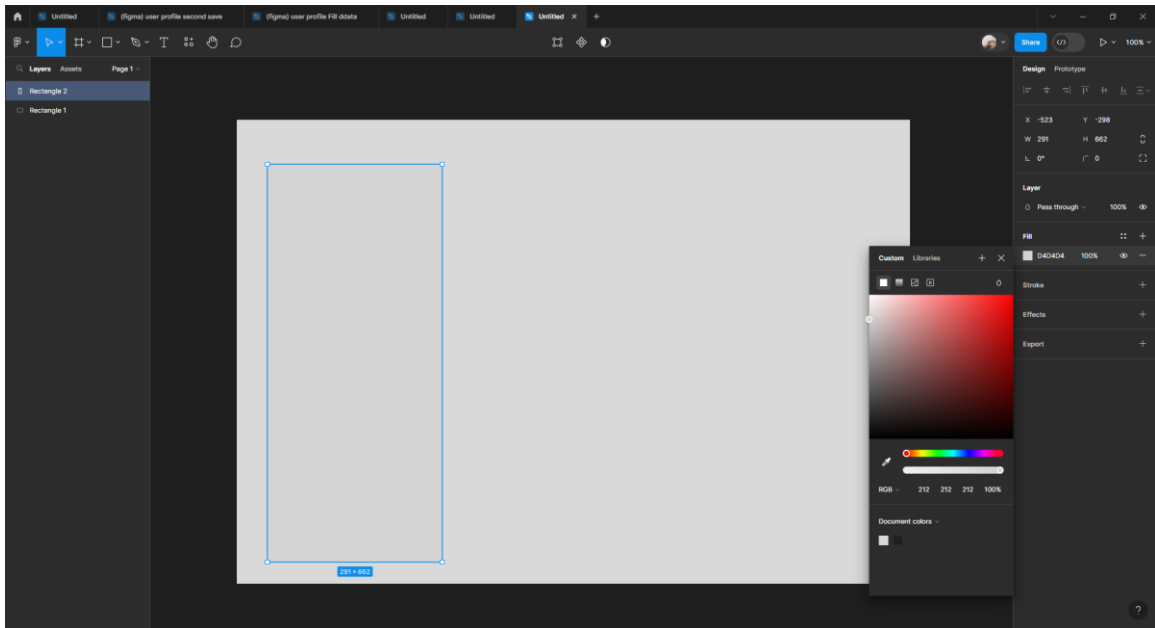 Untitled
(figma) user profile second save
(figma) user profile Fill ddata
Untitled
Untitled
Untitled
Share
100%
Layers
Assets
Page 1
Rectangle 2
Rectangle 1
291 × 662
Design
Prototype
X -523 Y -298
W 291 H 662
0° 0
Layer
Pass through 100%
Fill
D4D4D4 100%
Stroke
Effects
Export
Custom
Libraries
RGB 212 212 212 100%
Document colors
?